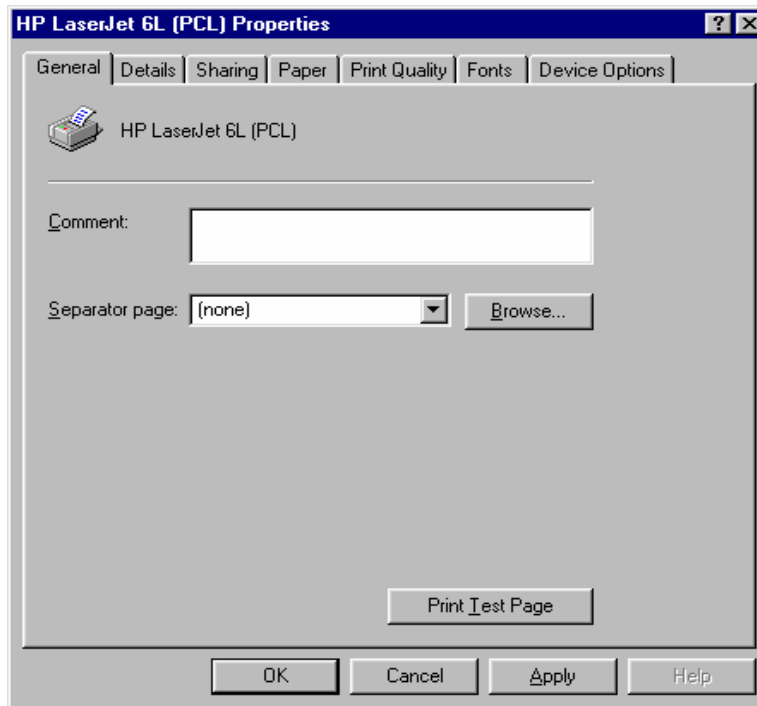 HP LaserJet 6L (PCL) Properties
General Details Sharing Paper Print Quality Fonts Device Options
HP LaserJet 6L (PCL)
Comment:
Separator page: (none) Browse...
Print Test Page
OK Cancel Apply Help